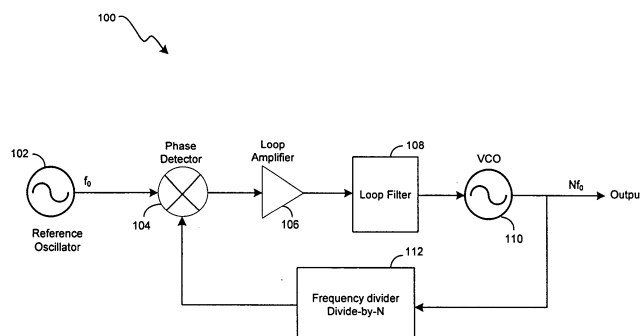 100
102
f₀
Reference
Oscillator
Phase
Detector
104
Loop
Amplifier
106
108
Loop Filter
VCO
110
Nf₀
Outpu
112
Frequency divider
Divide-by-N